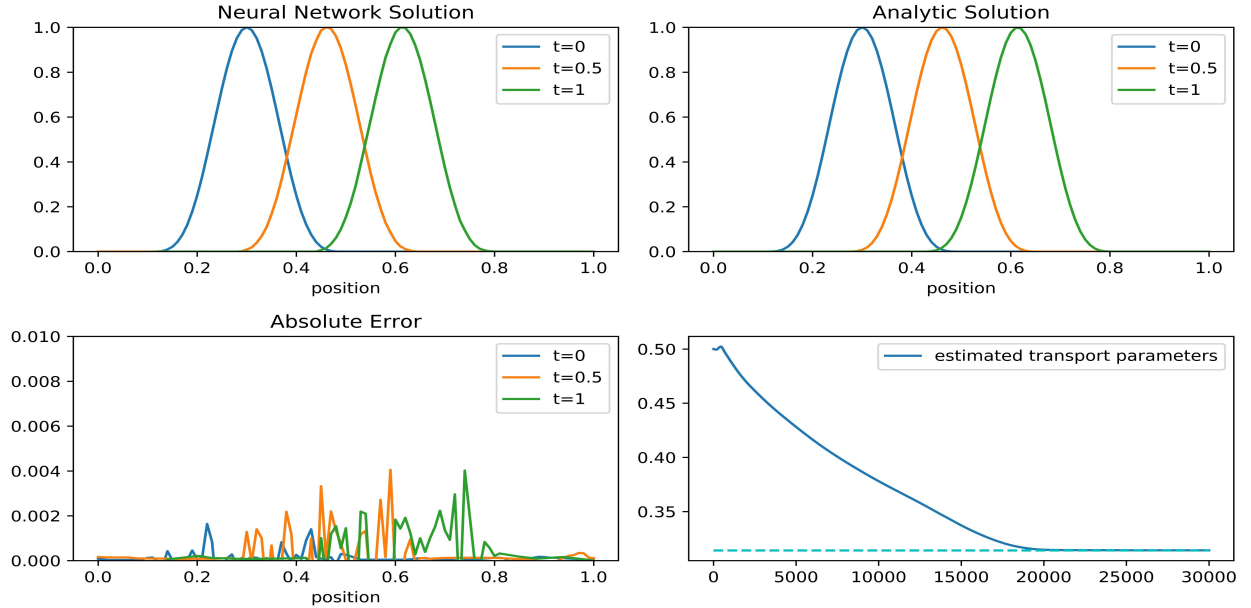 Neural Network Solution
1.0
0.8
0.6
0.4
0.2
0.0
t=0
t=0.5
t=1
0.0 0.2 0.4 0.6 0.8 1.0
position
Analytic Solution
1.0
0.8
0.6
0.4
0.2
0.0
t=0
t=0.5
t=1
0.0 0.2 0.4 0.6 0.8 1.0
position
Absolute Error
0.010
0.008
0.006
0.004
0.002
0.000
t=0
t=0.5
t=1
0.0 0.2 0.4 0.6 0.8 1.0
position
0.50
0.45
0.40
0.35
estimated transport parameters
0 5000 10000 15000 20000 25000 30000